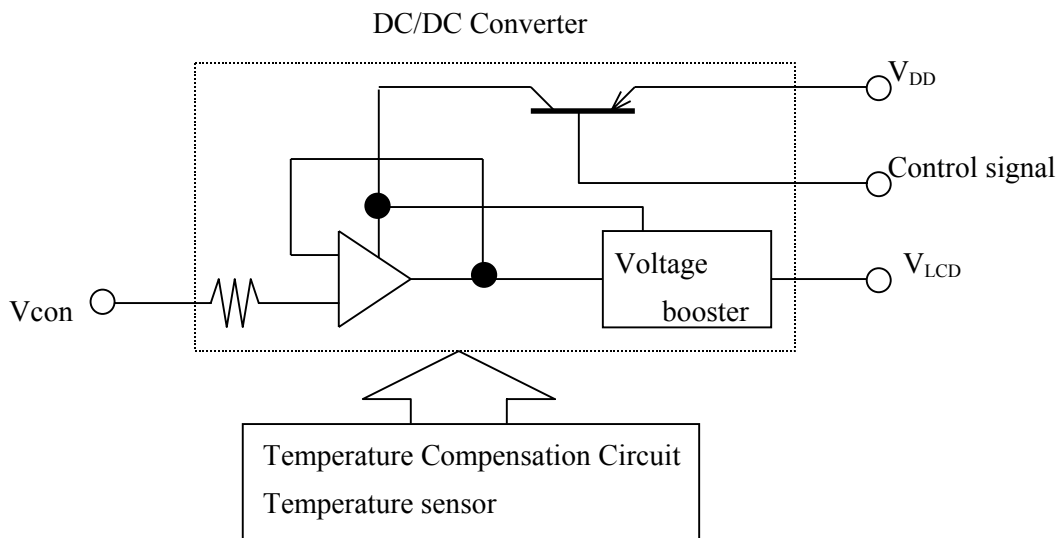 DC/DC Converter
VDD
Control signal
Voltage
booster
VLCD
Vcon
Temperature Compensation Circuit
Temperature sensor